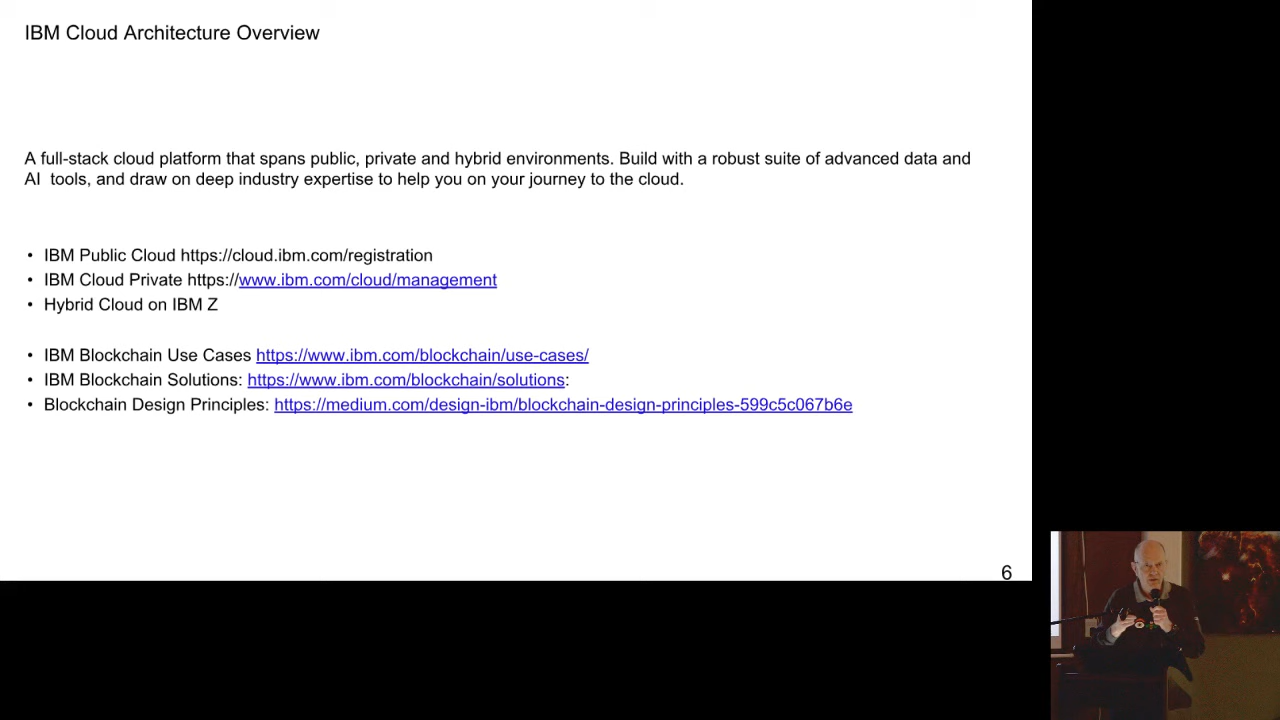 IBM Cloud Architecture Overview
A full-stack cloud platform that spans public, private and hybrid environments. Build with a robust suite of advanced data and
AI  tools, and draw on deep industry expertise to help you on your journey to the cloud.
• IBM Public Cloud https://cloud.ibm.com/registration
• IBM Cloud Private https://www.ibm.com/cloud/management
• Hybrid Cloud on IBM Z
• IBM Blockchain Use Cases https://www.ibm.com/blockchain/use-cases/
• IBM Blockchain Solutions: https://www.ibm.com/blockchain/solutions:
• Blockchain Design Principles: https://medium.com/design-ibm/blockchain-design-principles-599c5c067b6e
6